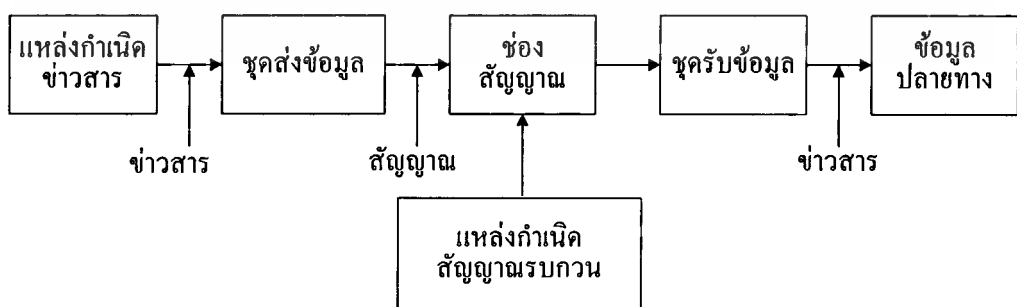 แหล่งกำเนิด
ข่าวสาร
ชุดส่งข้อมูล
ช่อง
สัญญาณ
ชุดรับข้อมูล
ข้อมูล
ปลายทาง
ข่าวสาร
สัญญาณ
ข่าวสาร
แหล่งกำเนิด
สัญญาณรบกวน